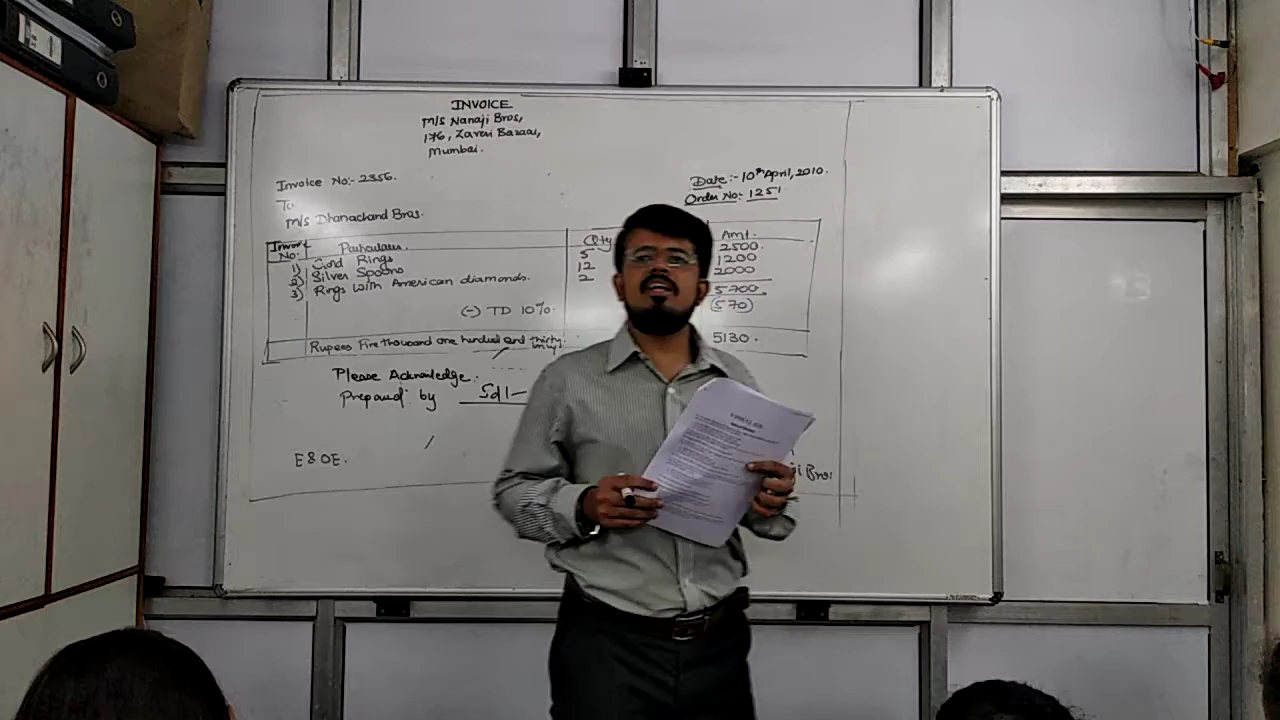 INVOICE
M/s Nanaji Bros,
176, Zaveri Bazaar,
Mumbai.
Invoice No:- 2356.
Date:- 10th April, 2010.
Order No:- 1251
To
M/s Dhanachand Bros.
No. Particulars. Qty Amt.
1) Gold Rings 5 2500.
2) Silver Spoons 12 1200
3) Rings with American diamonds. 2 2000
5700
(-) TD 10%. (570)
Rupees Five thousand one hundred and thirty only. 5130.
Please Acknowledge.
Prepared by Sd/-
E&OE.
ji Bros